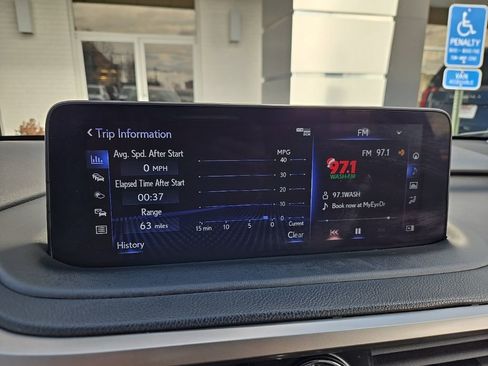 Trip Information
Avg. Spd. After Start
0 MPH
Elapsed Time After Start
00:37
Range
63 miles
History
MPG
40
30
20
10
0
15 min
10
5
0
Current
Clear
FM
FM 97.1
97.1
WASH-FM
97.1WASH
Book now at MyEyeDr
PENALTY
VAN
ACCESSIBLE